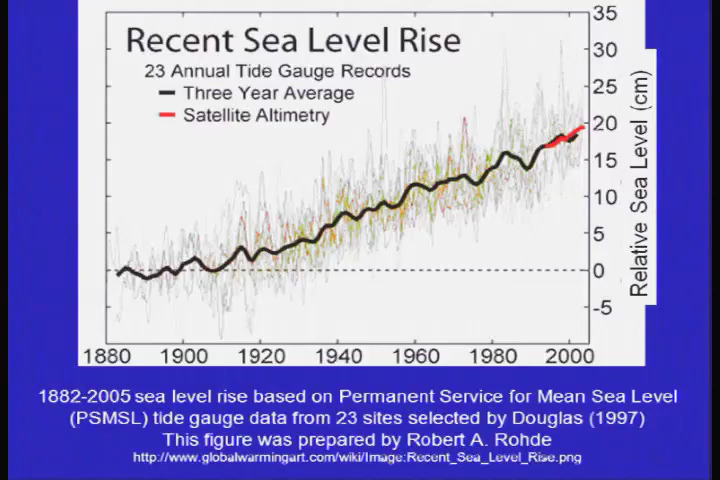 Recent Sea Level Rise
23 Annual Tide Gauge Records
Three Year Average
Satellite Altimetry
35
30
25
20
15
10
5
0
-5
Relative Sea Level (cm)
1880 1900 1920 1940 1960 1980 2000
1882-2005 sea level rise based on Permanent Service for Mean Sea Level
(PSMSL) tide gauge data from 23 sites selected by Douglas (1997)
This figure was prepared by Robert A. Rohde
http://www.globalwarmingart.com/wiki/Image:Recent_Sea_Level_Rise.png